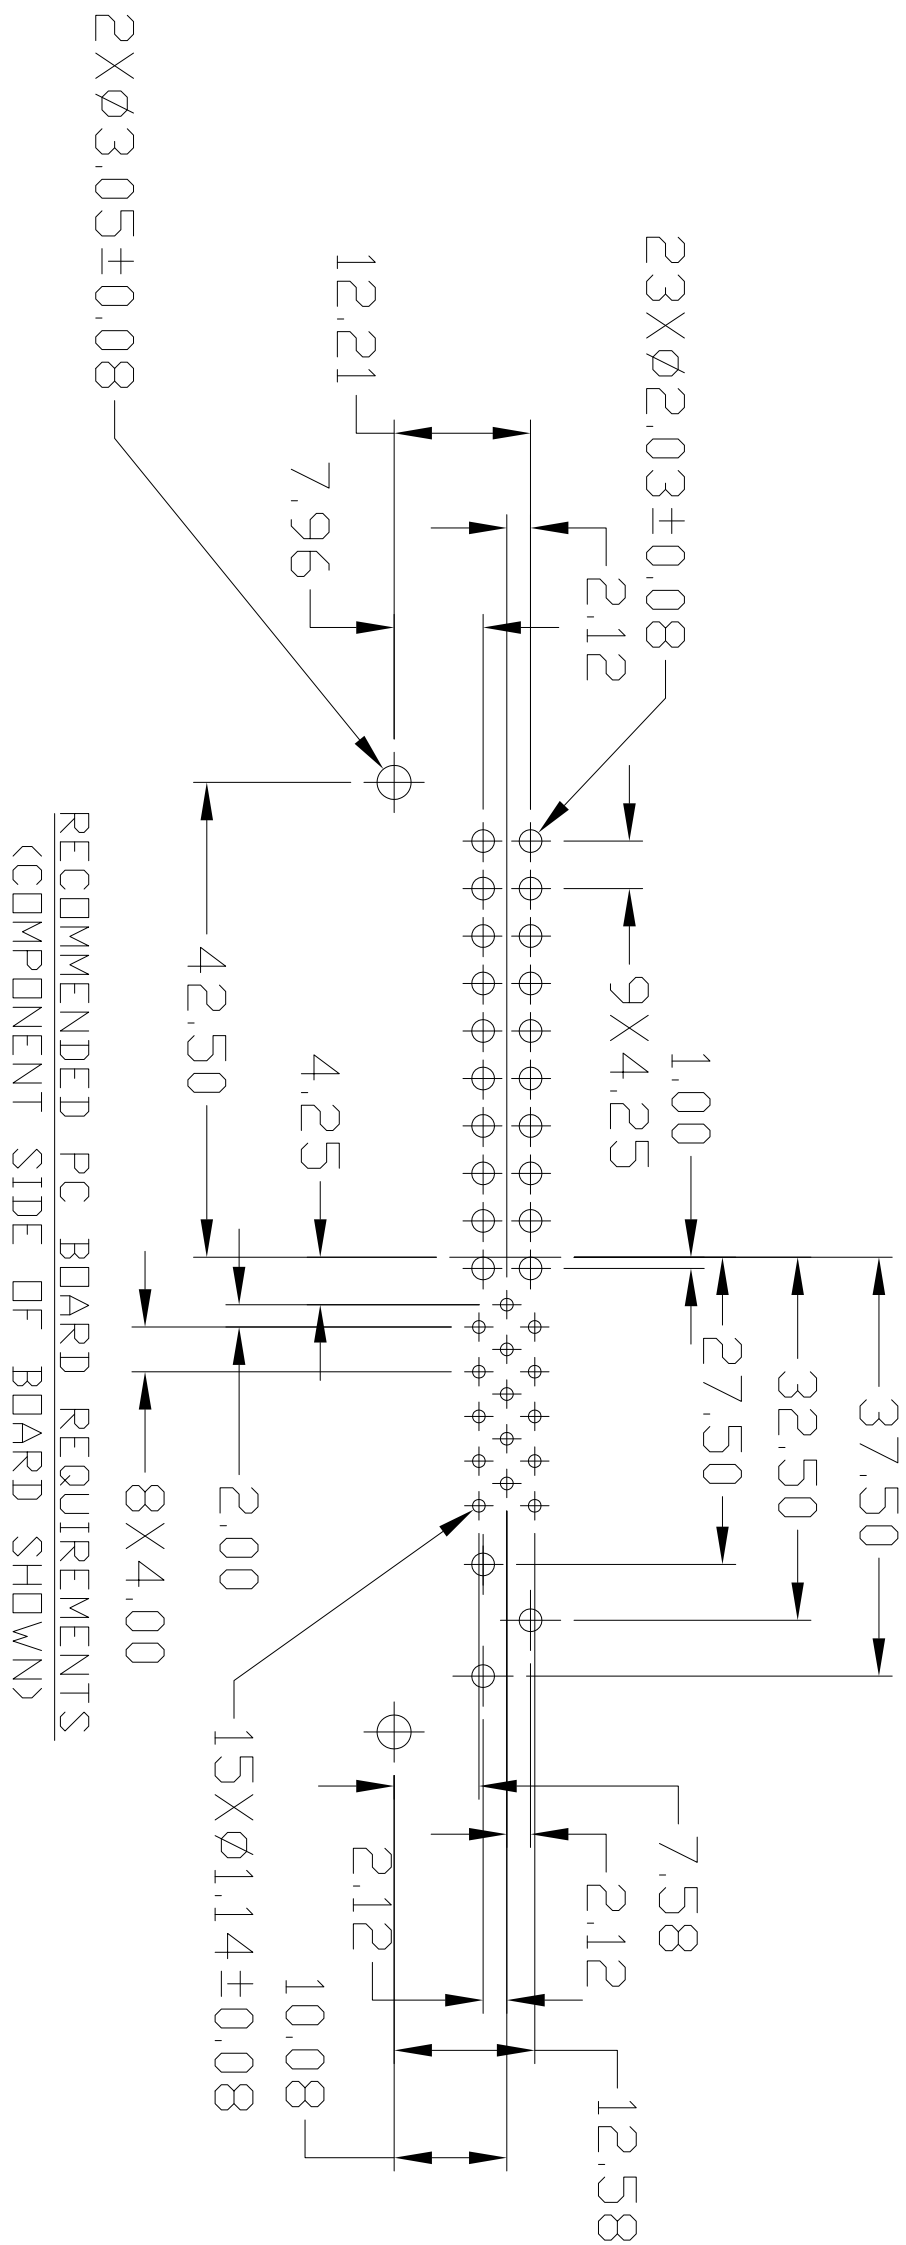 37.50
32.50
27.50
1.00
23XØ2.03±0.08
9X4.25
2.12
7.58
2.12
12.58
12.21
7.96
2.12
10.08
4.25
42.50
2.00
15XØ1.14±0.08
8X4.00
2XØ3.05±0.08
RECOMMENDED PC BOARD REQUIREMENTS
(COMPONENT SIDE OF BOARD SHOWN)